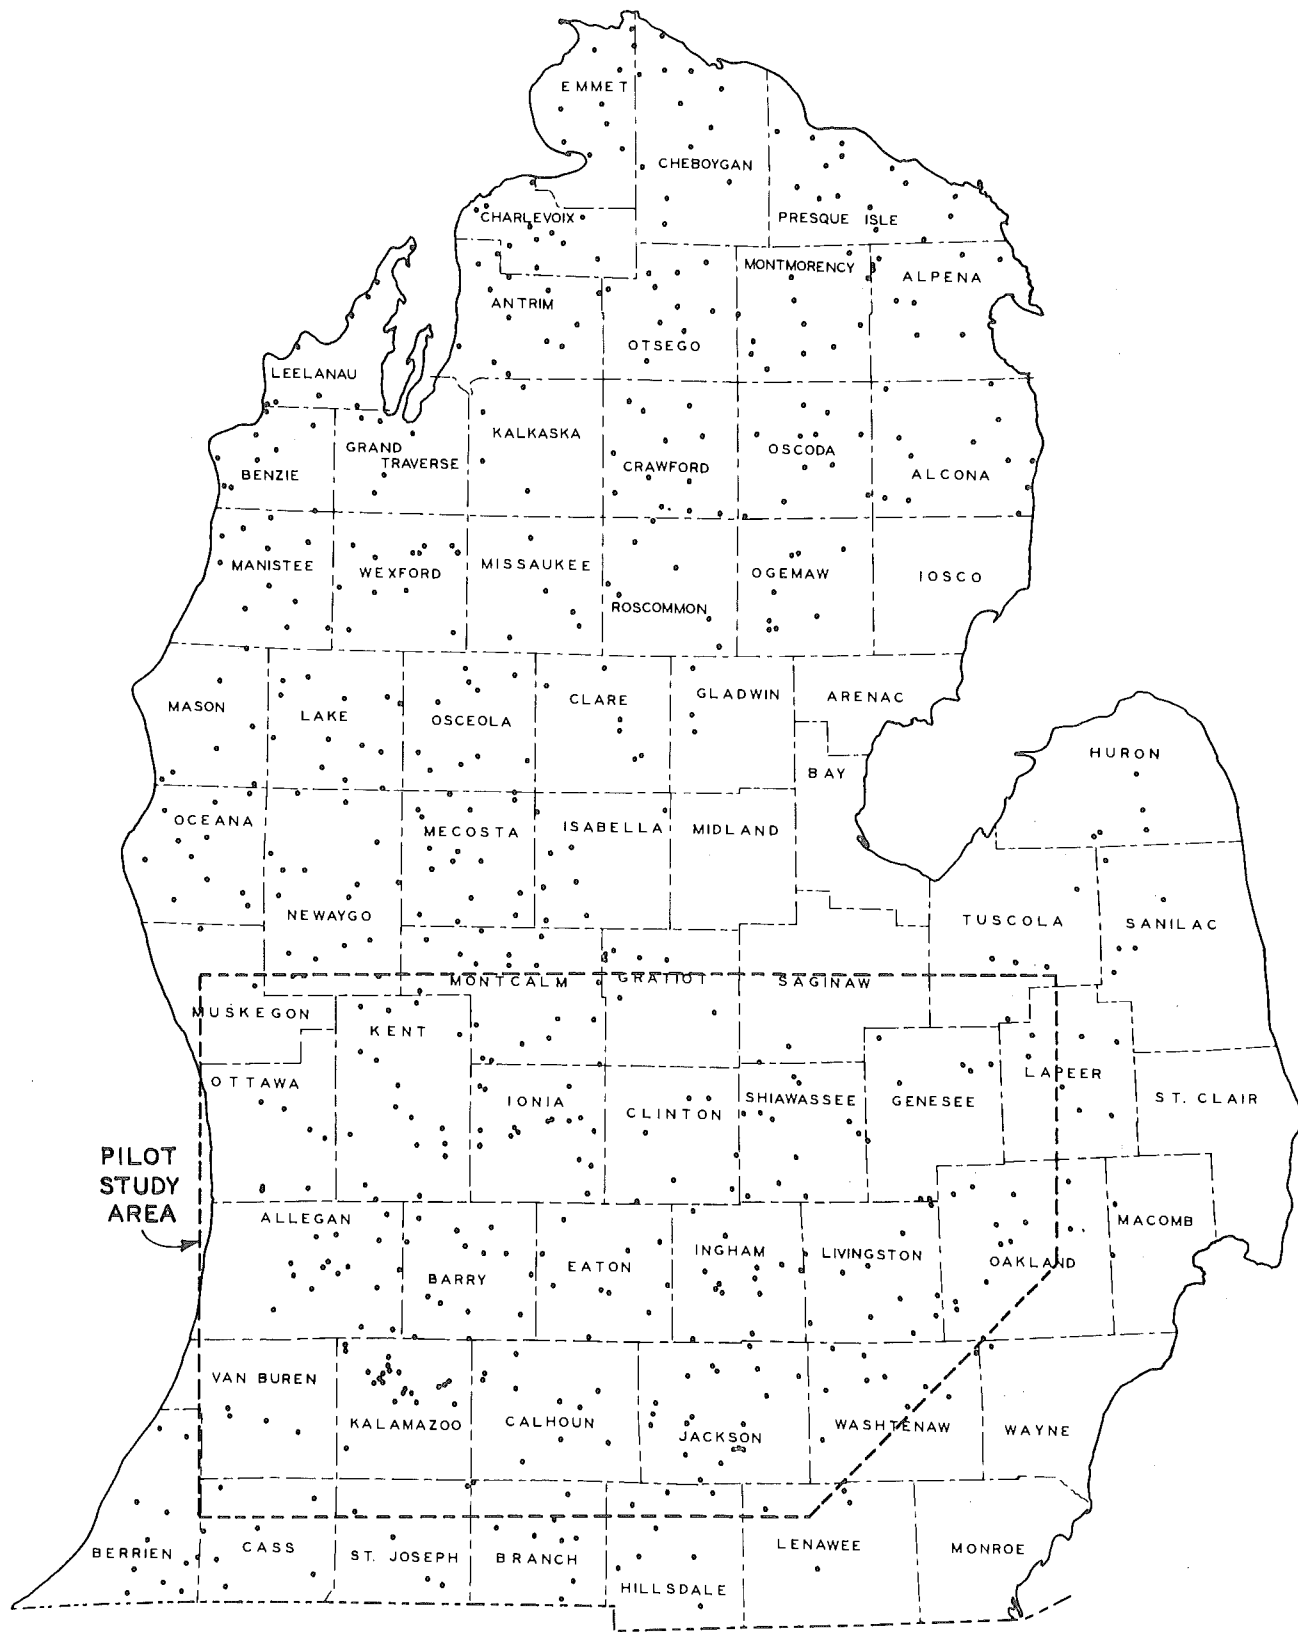 EMMET
CHEBOYGAN
PRESQUE ISLE
CHARLEVOIX
MONTMORENCY
ALPENA
ANTRIM
OTSEGO
LEELANAU
KALKASKA
GRAND
TRAVERSE
CRAWFORD
OSCODA
BENZIE
ALCONA
MANISTEE
WEXFORD
MISSAUKEE
ROSCOMMON
OGEMAW
IOSCO
MASON
LAKE
OSCEOLA
CLARE
GLADWIN
ARENAC
BAY
HURON
OCEANA
MECOSTA
ISABELLA
MIDLAND
NEWAYGO
TUSCOLA
SANILAC
MONTCALM
GRATIOT
SAGINAW
MUSKEGON
KENT
OTTAWA
IONIA
CLINTON
SHIAWASSEE
GENESEE
LAPEER
ST. CLAIR
PILOT
STUDY
AREA
ALLEGAN
BARRY
EATON
INGHAM
LIVINGSTON
OAKLAND
MACOMB
VAN BUREN
KALAMAZOO
CALHOUN
JACKSON
WASHTENAW
WAYNE
BERRIEN
CASS
ST. JOSEPH
BRANCH
HILLSDALE
LENAWEE
MONROE